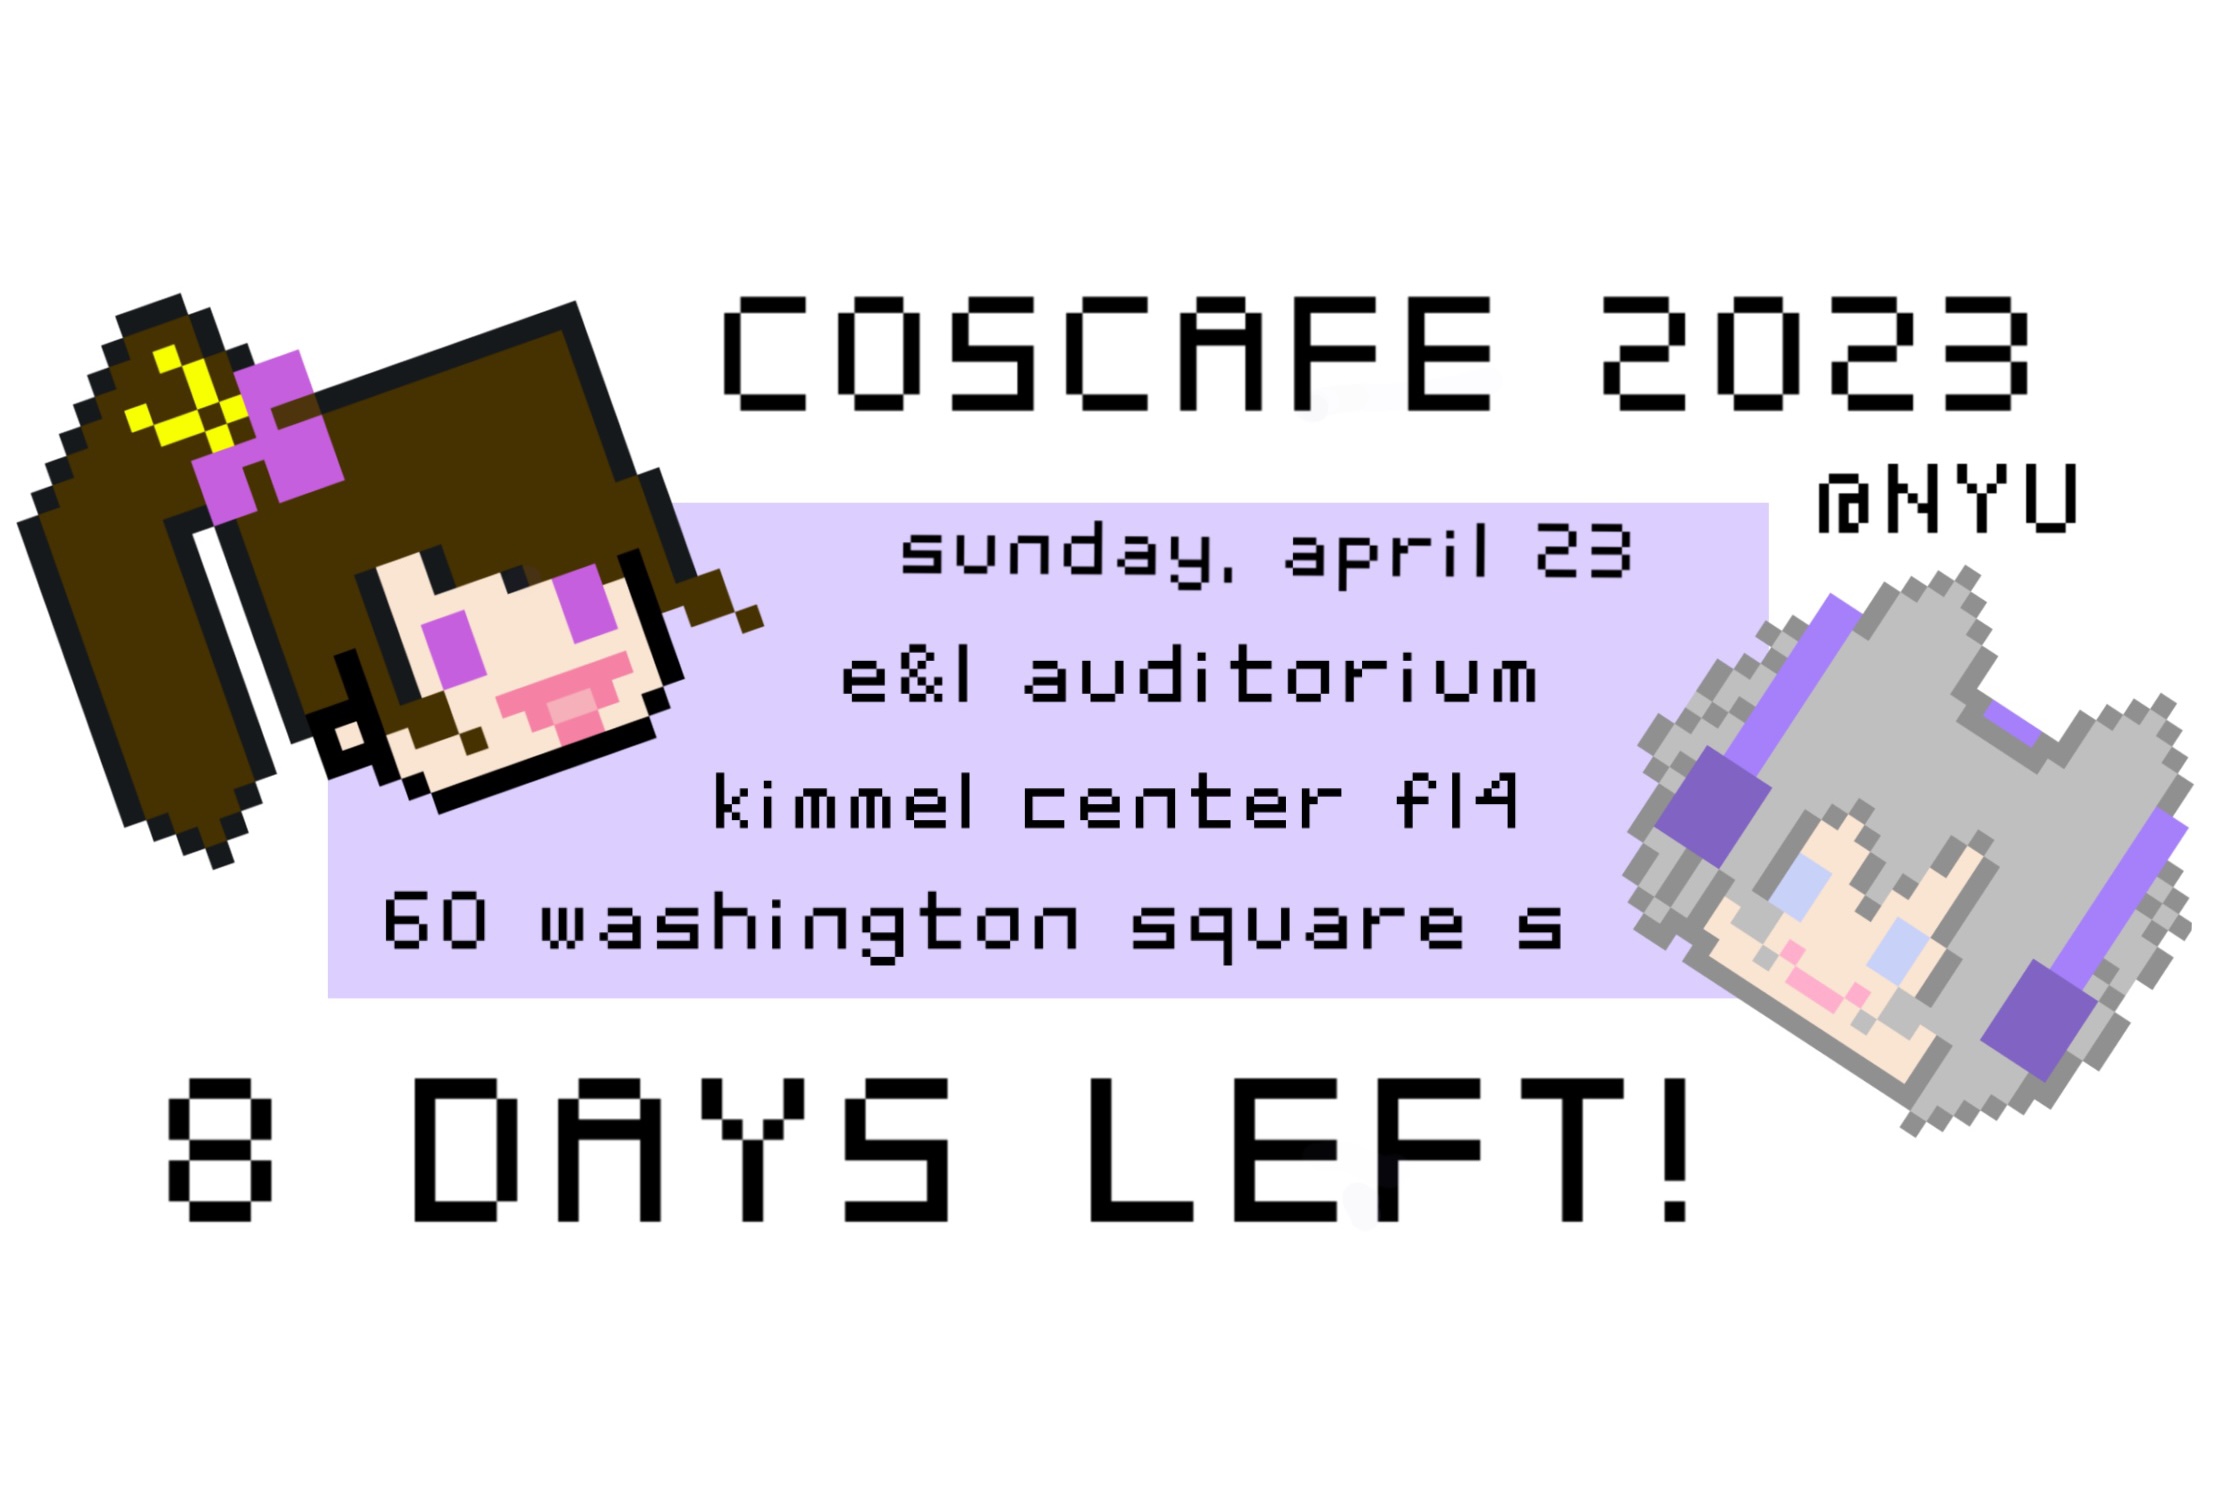 COSCAFE 2023
@NYU
sunday, april 23
e&l auditorium
kimmel center fl4
60 washington square s
8 DAYS LEFT!